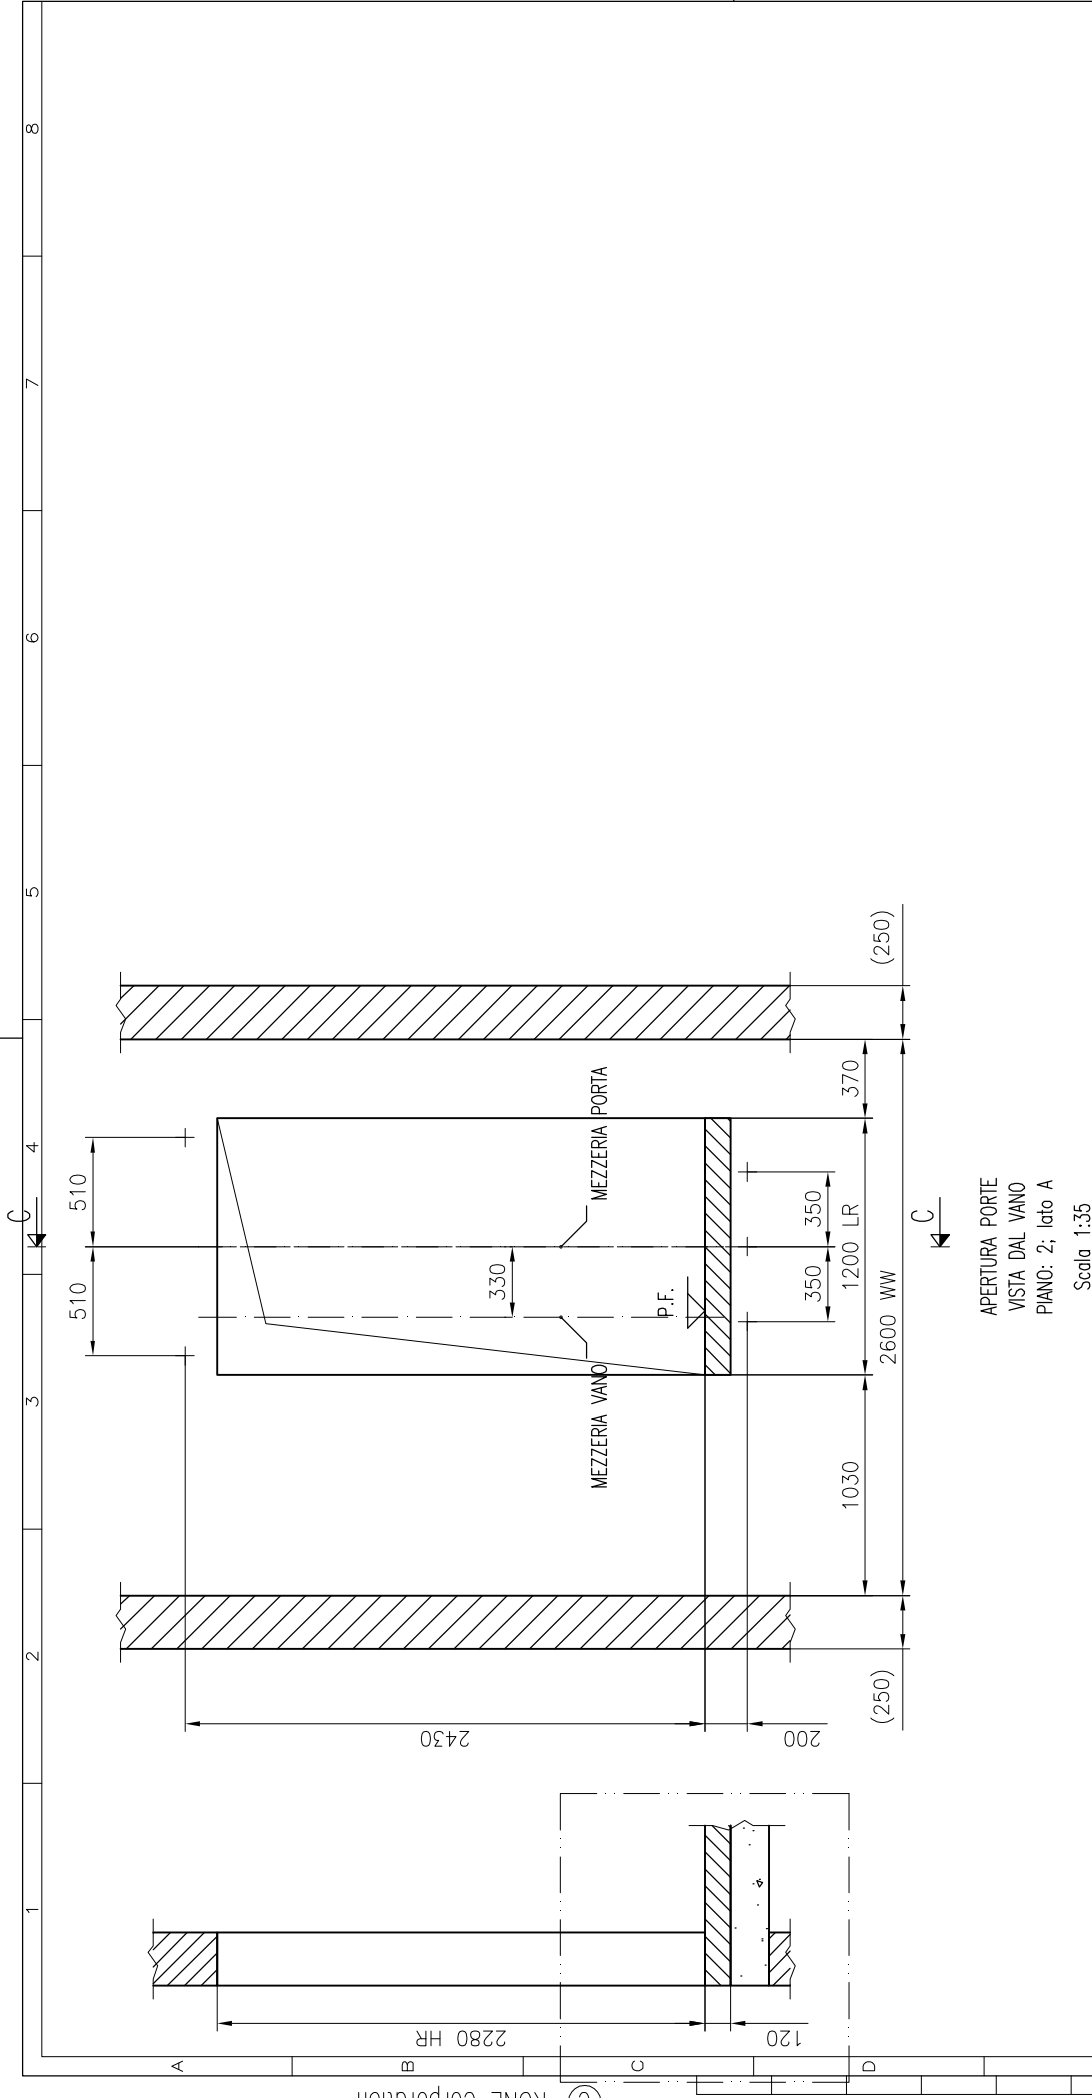 1
2
3
4
5
6
7
8
A
B
C
D
C
510
510
330
MEZZERIA VANO
MEZZERIA PORTA
P.F.
350
350
1030
1200 LR
370
(250)
2600 WW
(250)
2430
200
2280 HR
120
C
APERTURA PORTE
VISTA DAL VANO
PIANO: 2; lato A
Scala 1:35
© KONE Corporation